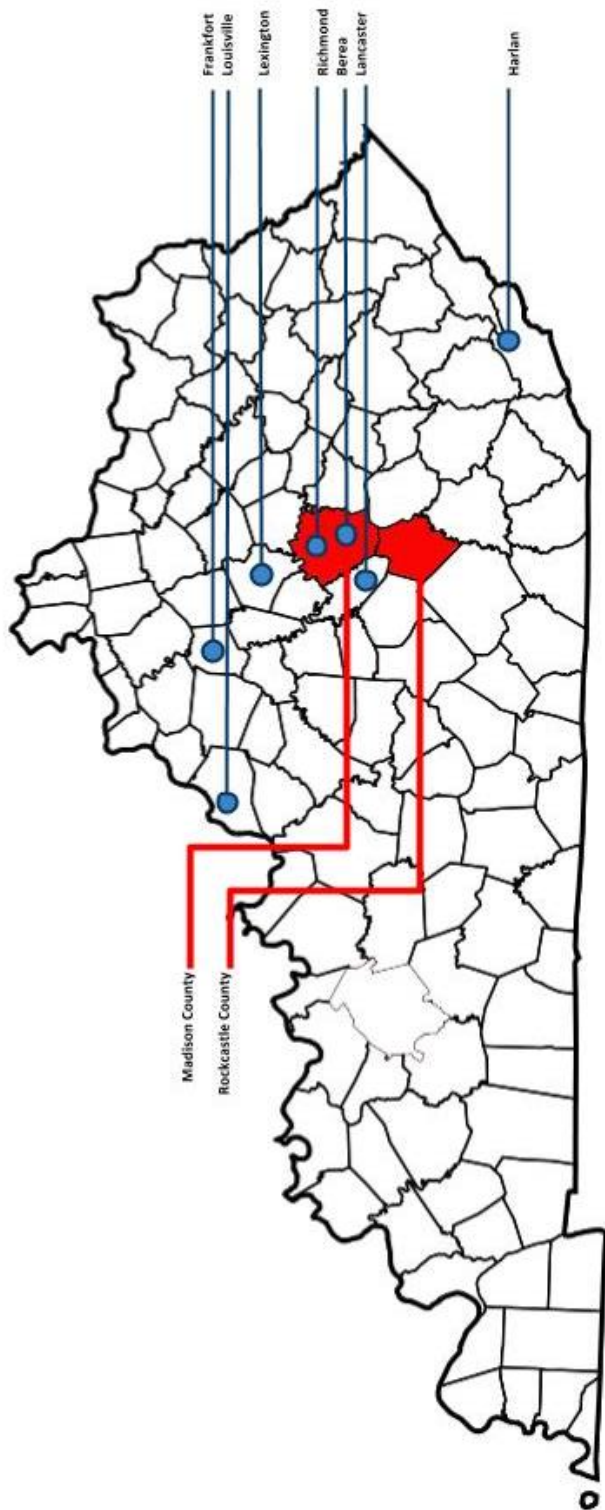 Frankfort
Louisville
Lexington
Richmond
Berea
Lancaster
Harlan
Madison County
Rockcastle County